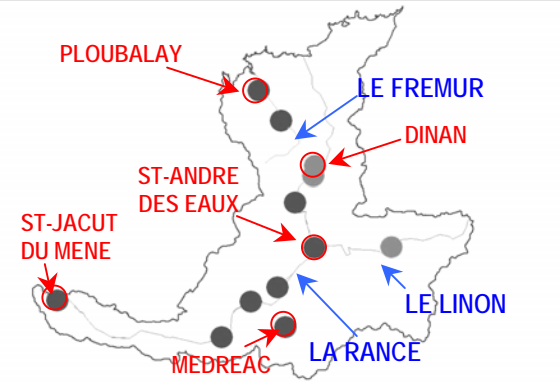 PLOUBALAY
LE FREMUR
DINAN
ST-ANDRE
DES EAUX
ST-JACUT
DU MENE
LE LINON
LA RANCE
MEDREAC